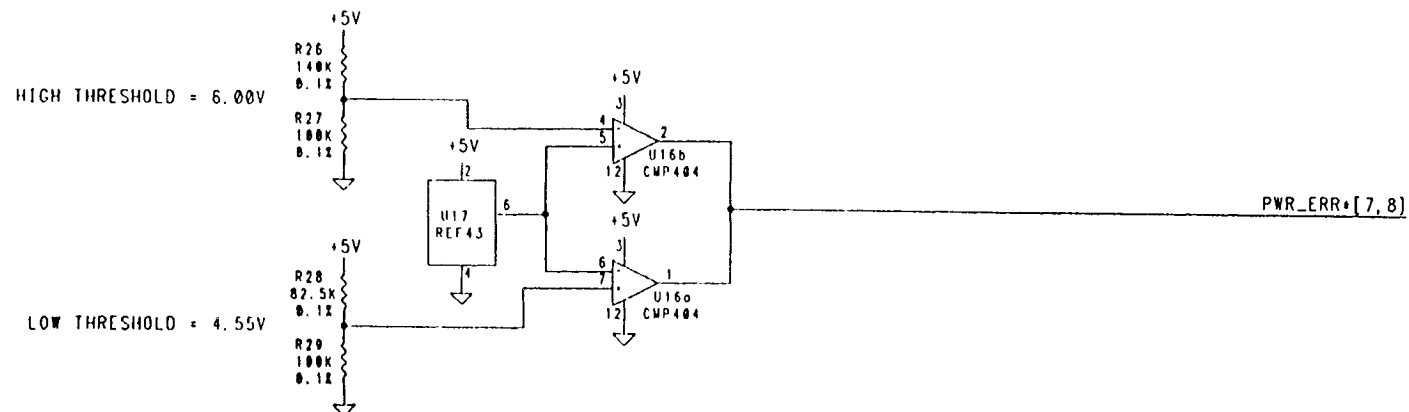 +5V
R26
140K
0.1%
HIGH THRESHOLD = 6.00V
R27
100K
0.1%
+5V
3
4
5
-
+
2
U16b
CMP404
12
+5V
2
U17
REF43
6
4
PWR_ERR*[7,8]
+5V
3
6
7
-
+
1
U16a
CMP404
12
+5V
R28
82.5K
0.1%
LOW THRESHOLD = 4.55V
R29
100K
0.1%